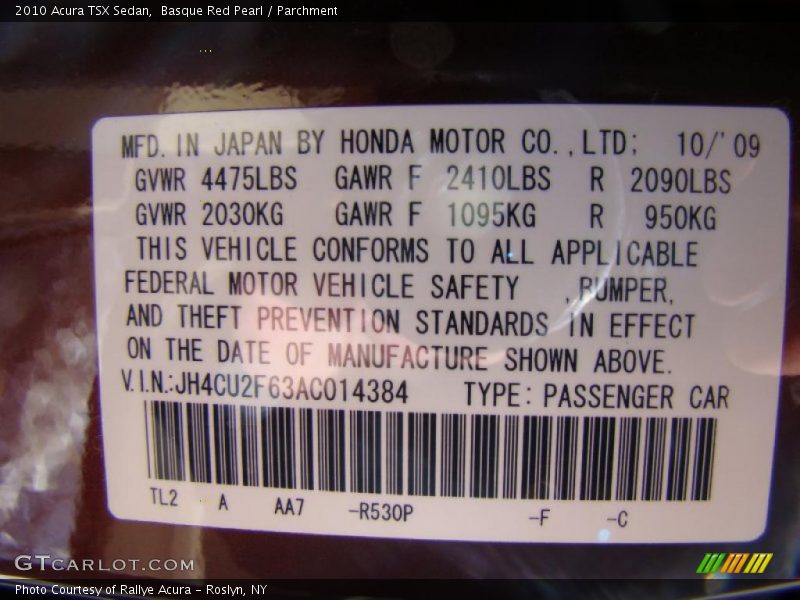 2010 Acura TSX Sedan,  Basque Red Pearl / Parchment
MFD. IN JAPAN BY HONDA MOTOR CO.,LTD; 10/'09
GVWR 4475LBS GAWR F 2410LBS R 2090LBS
GVWR 2030KG GAWR F 1095KG R 950KG
THIS VEHICLE CONFORMS TO ALL APPLICABLE
FEDERAL MOTOR VEHICLE SAFETY ,BUMPER,
AND THEFT PREVENTION STANDARDS IN EFFECT
ON THE DATE OF MANUFACTURE SHOWN ABOVE.
V.I.N.:JH4CU2F63AC014384 TYPE: PASSENGER CAR
TL2 A AA7 -R530P -F -C
GTCARLOT.COM
Photo Courtesy of Rallye Acura – Roslyn, NY